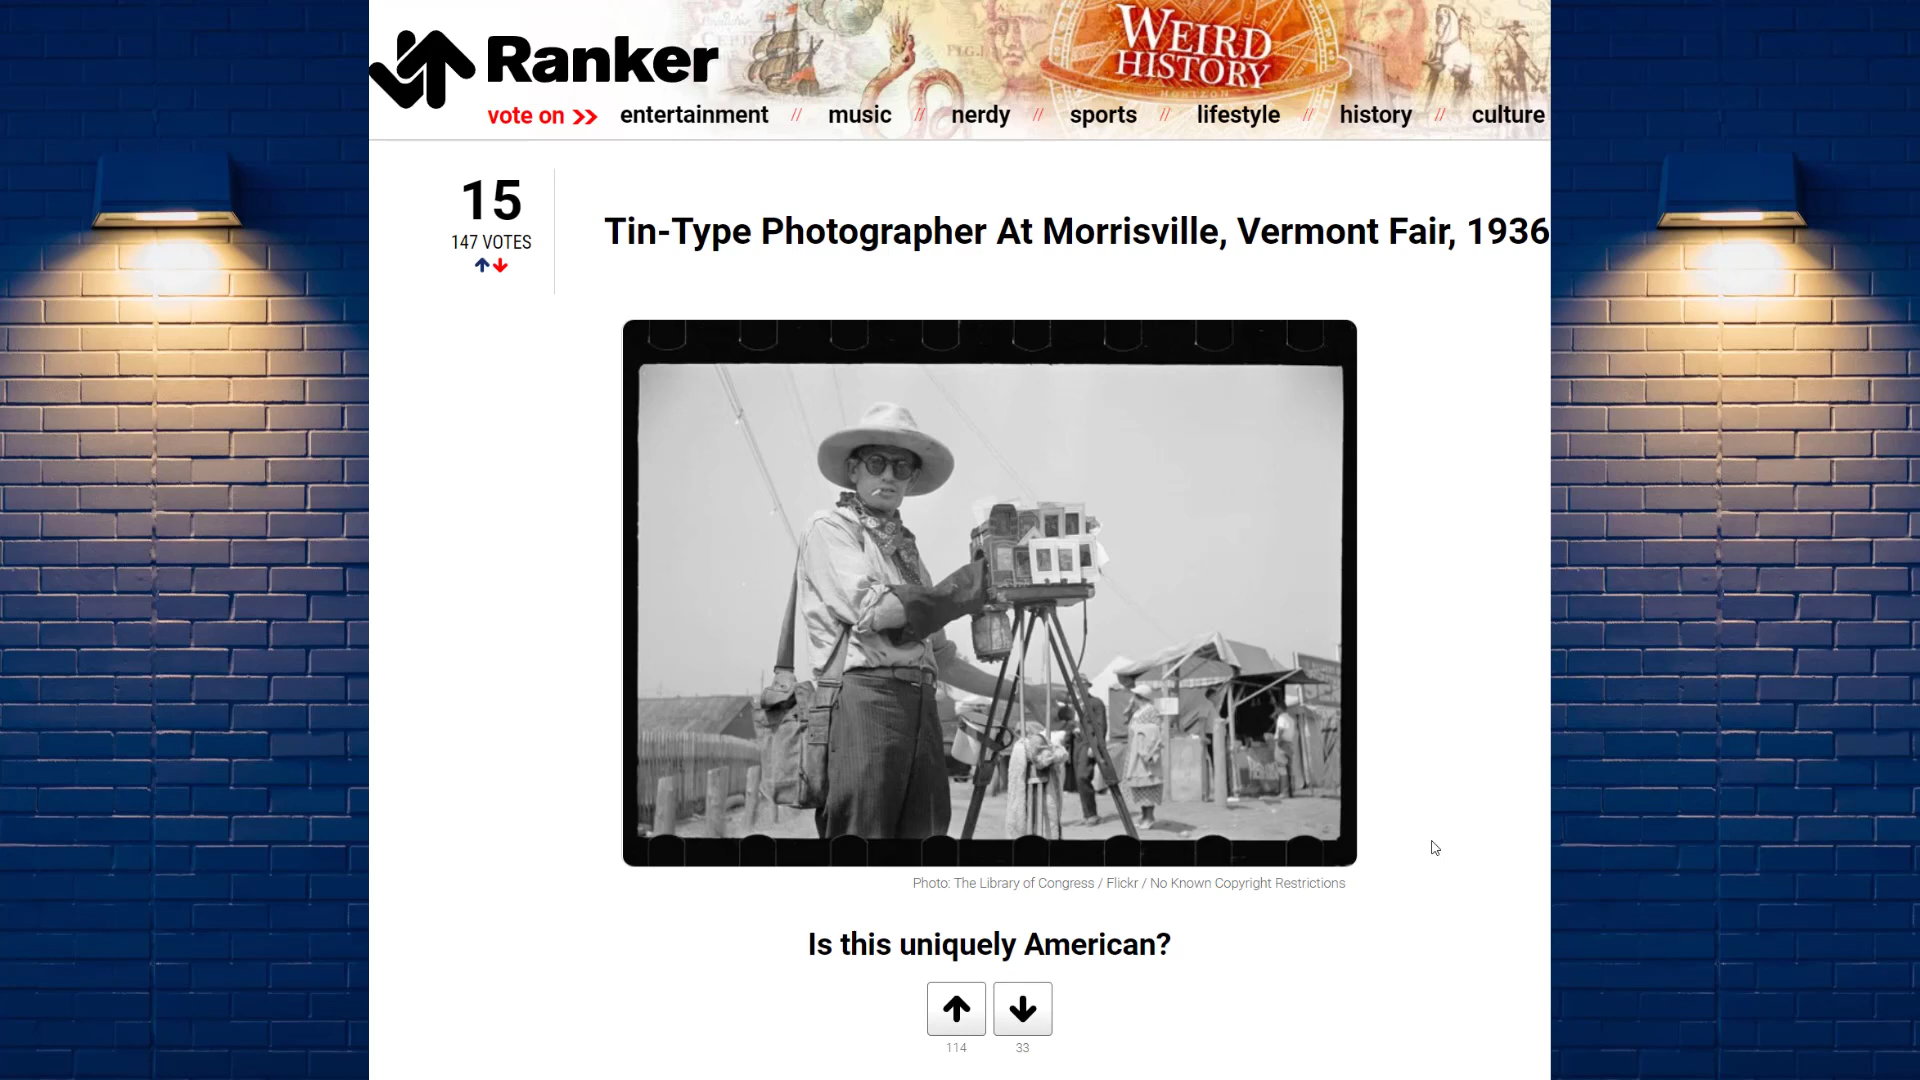 Ranker
WEIRD
HISTORY
HORIZON
FIG.I
vote on >> entertainment // music // nerdy // sports // lifestyle // history // culture
15
147 VOTES
Tin-Type Photographer At Morrisville, Vermont Fair, 1936
Photo: The Library of Congress / Flickr / No Known Copyright Restrictions
Is this uniquely American?
114 33